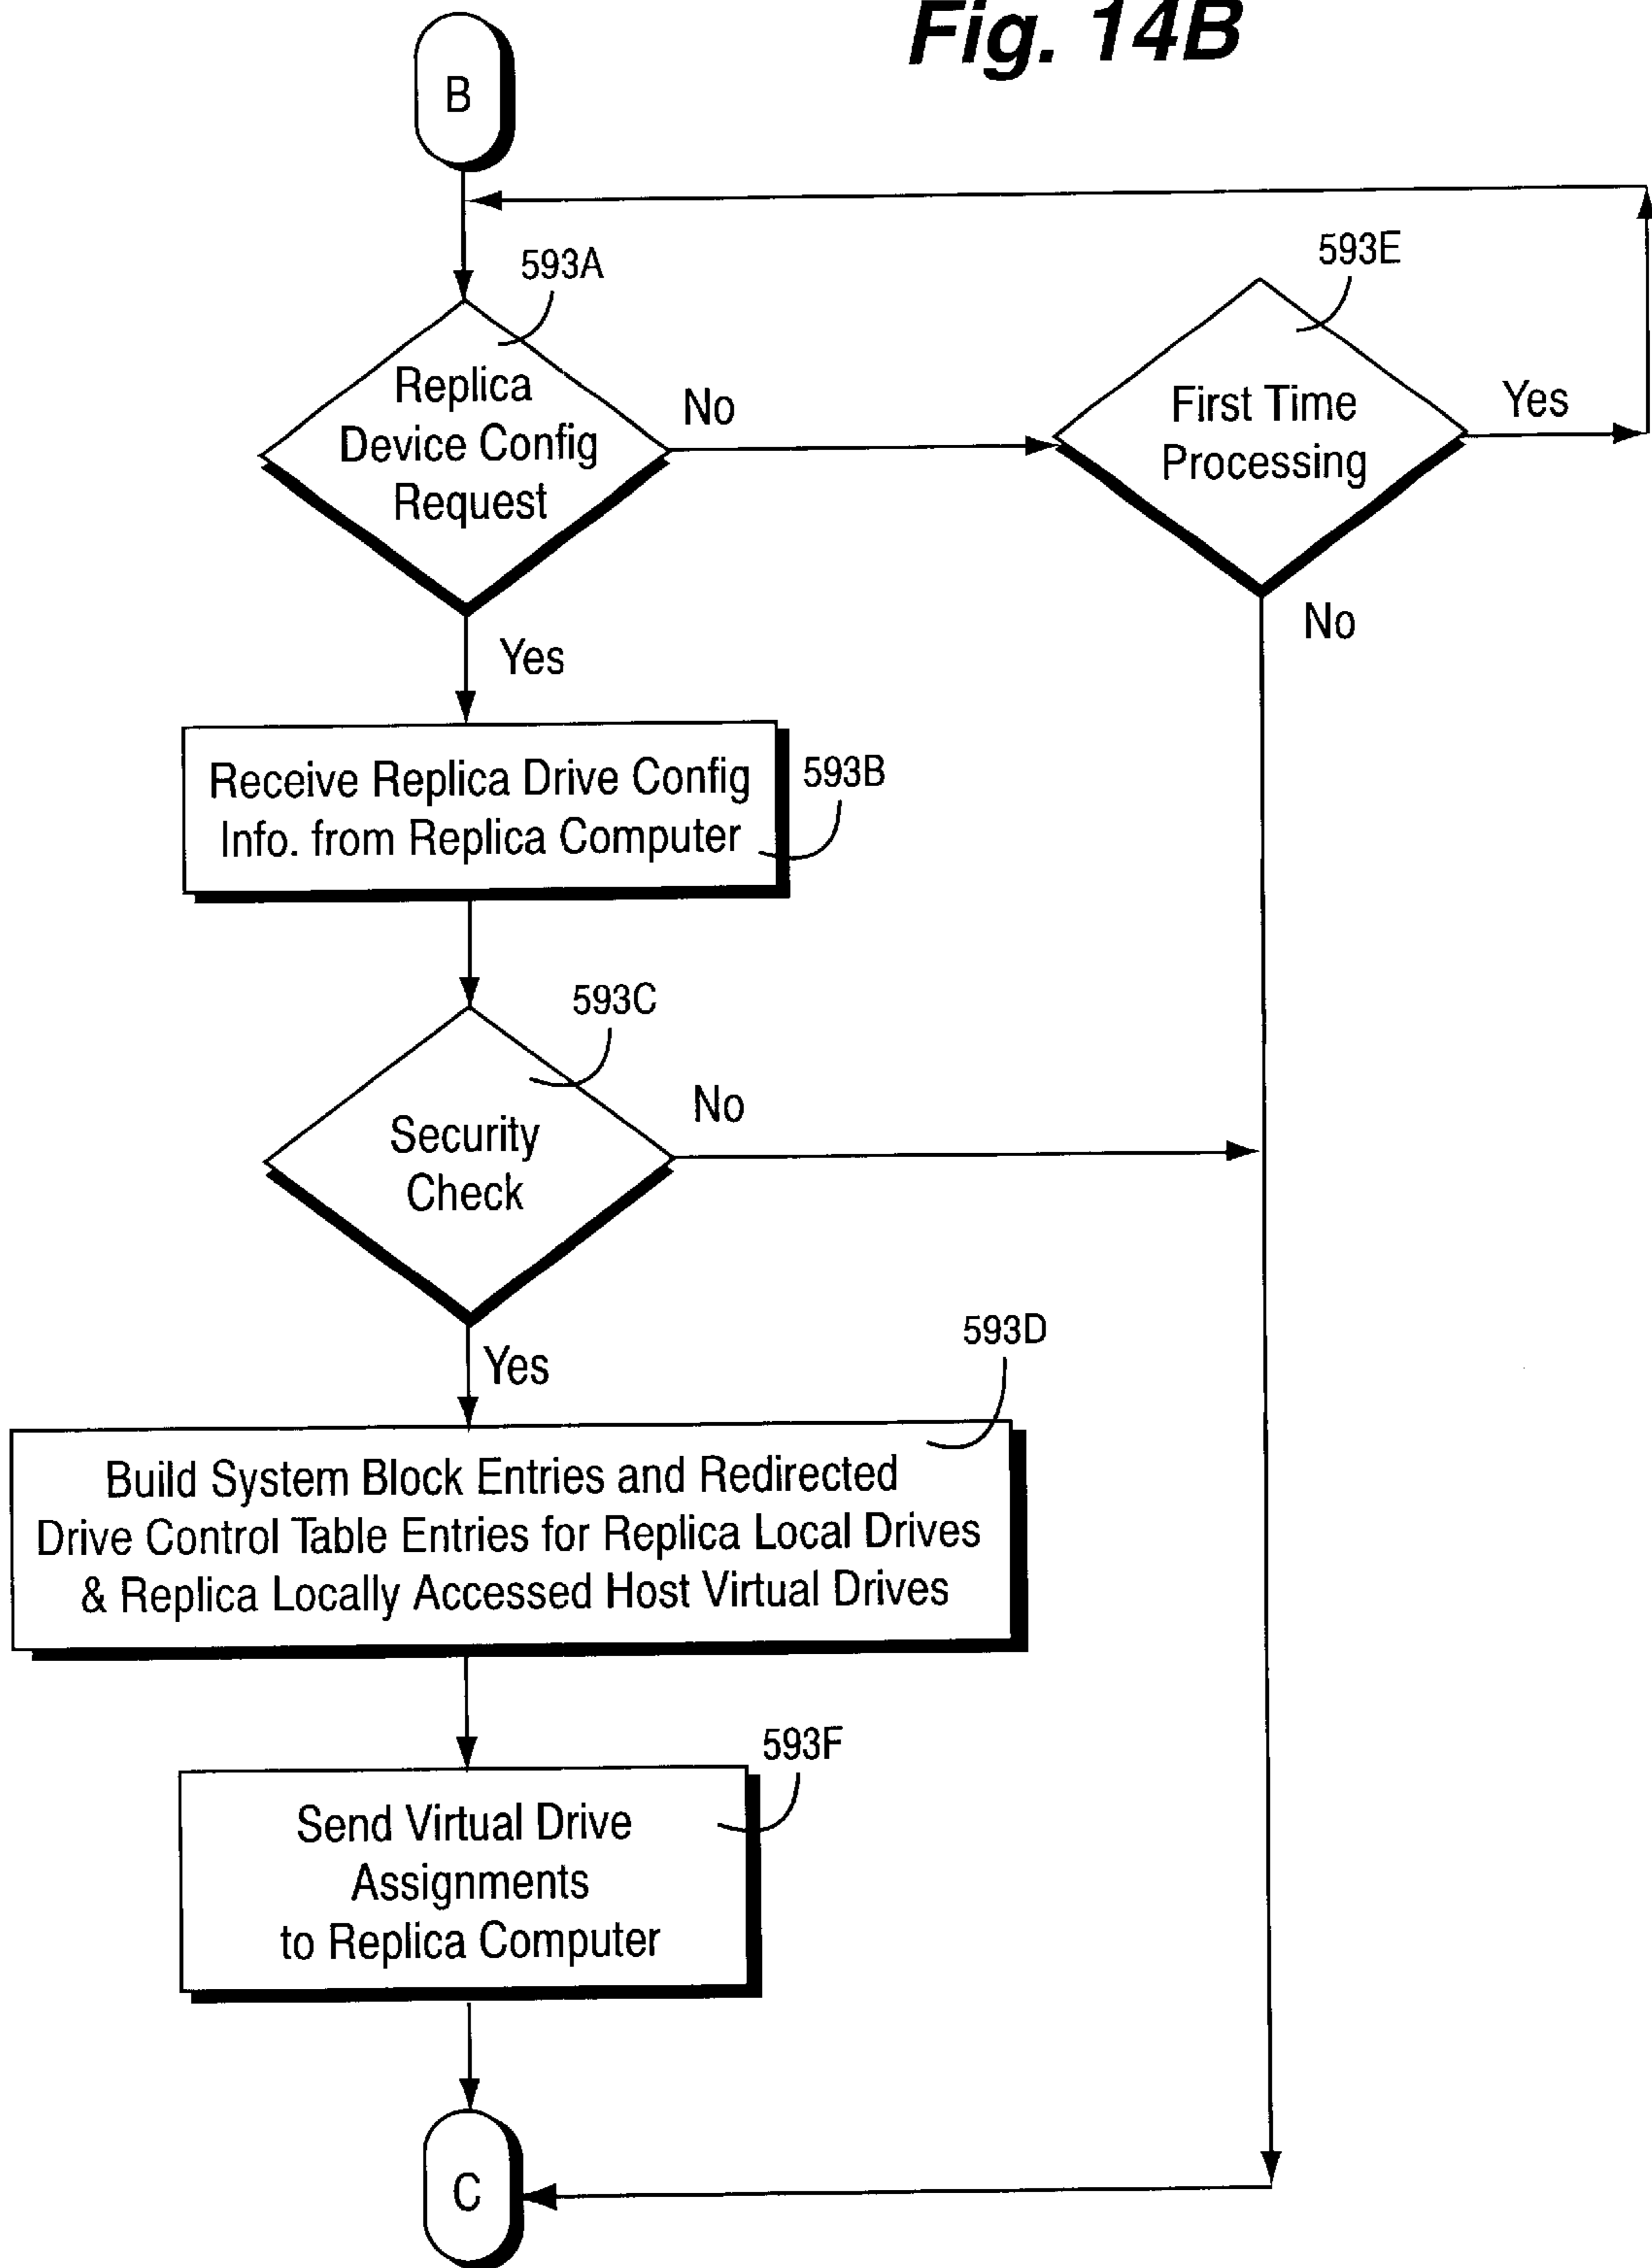 Fig. 14B
B
593A
593E
Replica
Device Config
Request
No
First Time
Processing
Yes
No
Yes
Receive Replica Drive Config
Info. from Replica Computer
593B
593C
Security
Check
No
Yes
593D
Build System Block Entries and Redirected
Drive Control Table Entries for Replica Local Drives
& Replica Locally Accessed Host Virtual Drives
593F
Send Virtual Drive
Assignments
to Replica Computer
C